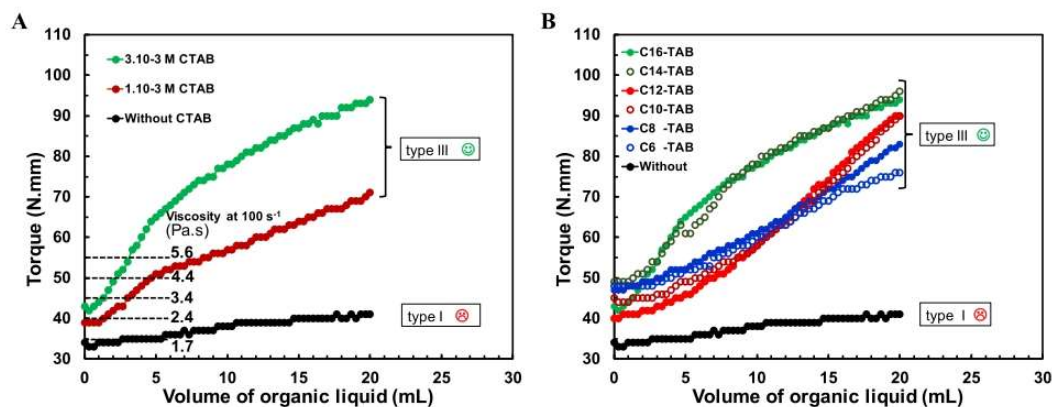 A
110
100
90
80
70
60
50
40
30
Torque (N.mm)
3.10-3 M CTAB
1.10-3 M CTAB
Without CTAB
type III
Viscosity at 100 s⁻¹
(Pa.s)
5.6
4.4
3.4
2.4
1.7
type I
0 5 10 15 20 25 30
Volume of organic liquid (mL)
B
110
100
90
80
70
60
50
40
30
Torque (N.mm)
C16-TAB
C14-TAB
C12-TAB
C10-TAB
C8 -TAB
C6 -TAB
Without
type III
type I
0 5 10 15 20 25 30
Volume of organic liquid (mL)